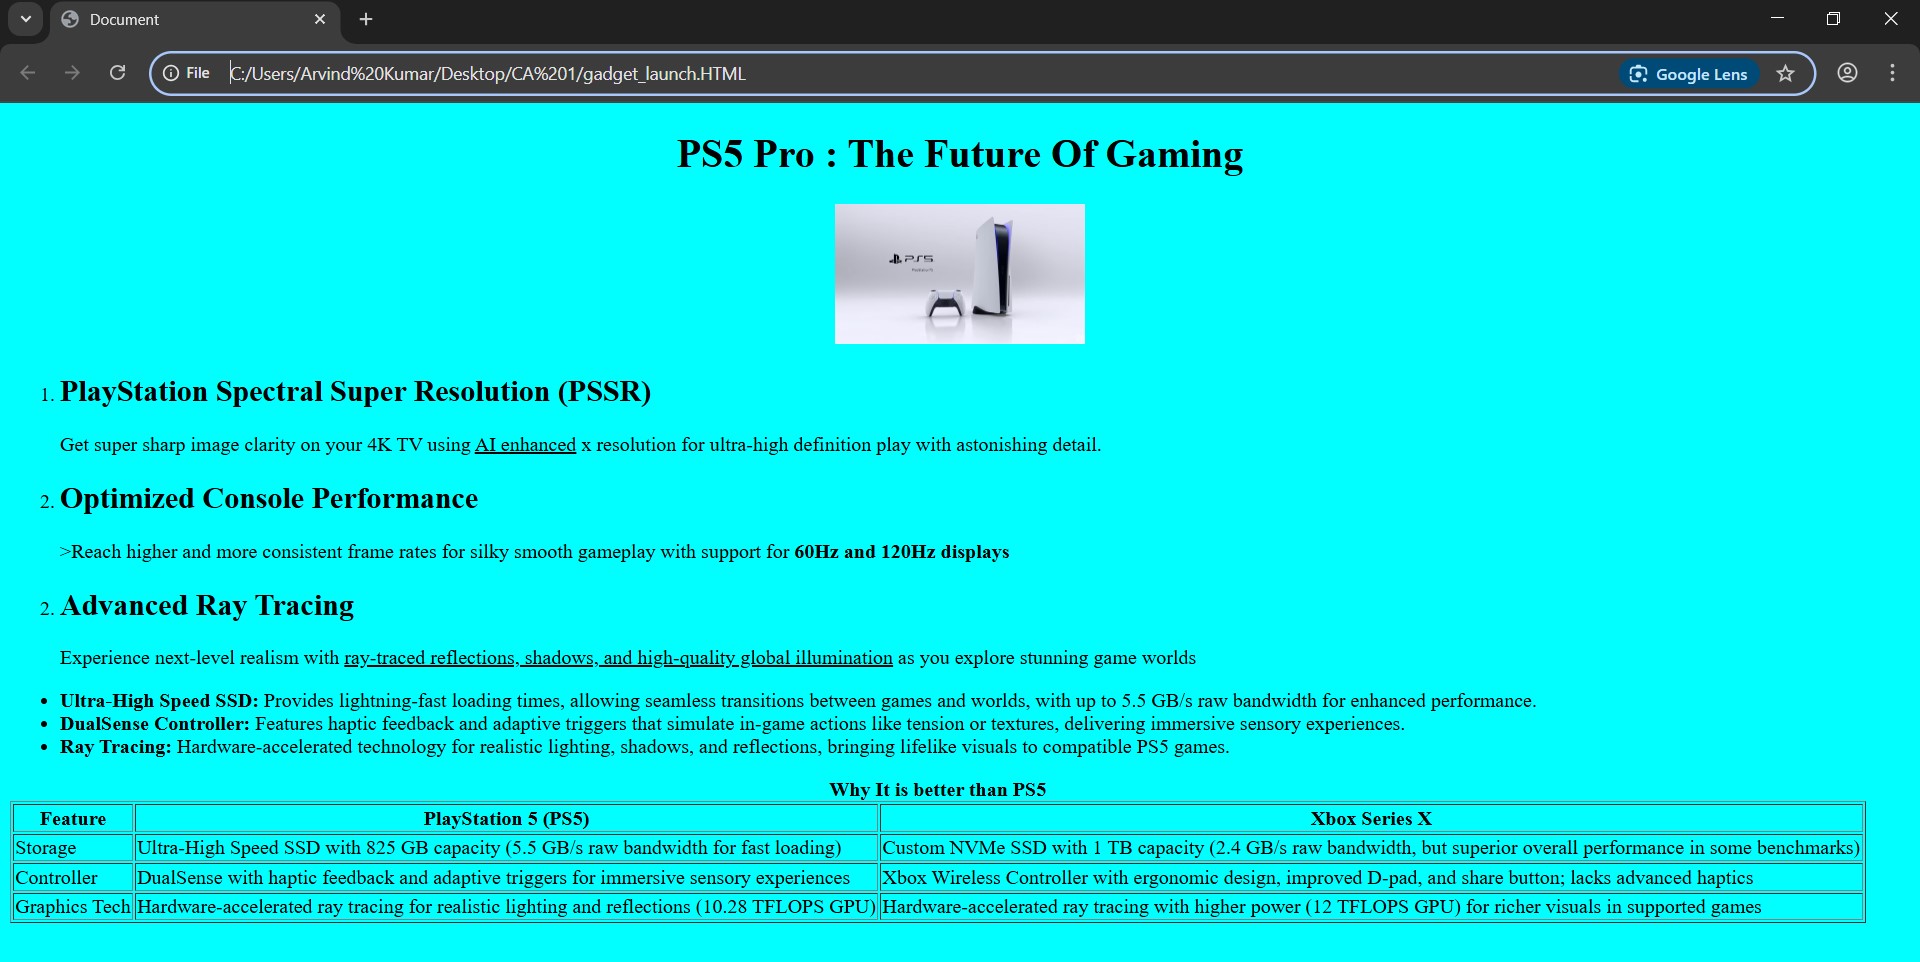 Document
File
C:/Users/Arvind%20Kumar/Desktop/CA%201/gadget_launch.HTML
Google Lens
PS5 Pro : The Future Of Gaming
PS5
1. PlayStation Spectral Super Resolution (PSSR)
Get super sharp image clarity on your 4K TV using AI enhanced x resolution for ultra-high definition play with astonishing detail.
2. Optimized Console Performance
>Reach higher and more consistent frame rates for silky smooth gameplay with support for 60Hz and 120Hz displays
2. Advanced Ray Tracing
Experience next-level realism with ray-traced reflections, shadows, and high-quality global illumination as you explore stunning game worlds
• Ultra-High Speed SSD: Provides lightning-fast loading times, allowing seamless transitions between games and worlds, with up to 5.5 GB/s raw bandwidth for enhanced performance.
• DualSense Controller: Features haptic feedback and adaptive triggers that simulate in-game actions like tension or textures, delivering immersive sensory experiences.
• Ray Tracing: Hardware-accelerated technology for realistic lighting, shadows, and reflections, bringing lifelike visuals to compatible PS5 games.
Why It is better than PS5
Feature PlayStation 5 (PS5) Xbox Series X
Storage Ultra-High Speed SSD with 825 GB capacity (5.5 GB/s raw bandwidth for fast loading) Custom NVMe SSD with 1 TB capacity (2.4 GB/s raw bandwidth, but superior overall performance in some benchmarks)
Controller DualSense with haptic feedback and adaptive triggers for immersive sensory experiences Xbox Wireless Controller with ergonomic design, improved D-pad, and share button; lacks advanced haptics
Graphics Tech Hardware-accelerated ray tracing for realistic lighting and reflections (10.28 TFLOPS GPU) Hardware-accelerated ray tracing with higher power (12 TFLOPS GPU) for richer visuals in supported games